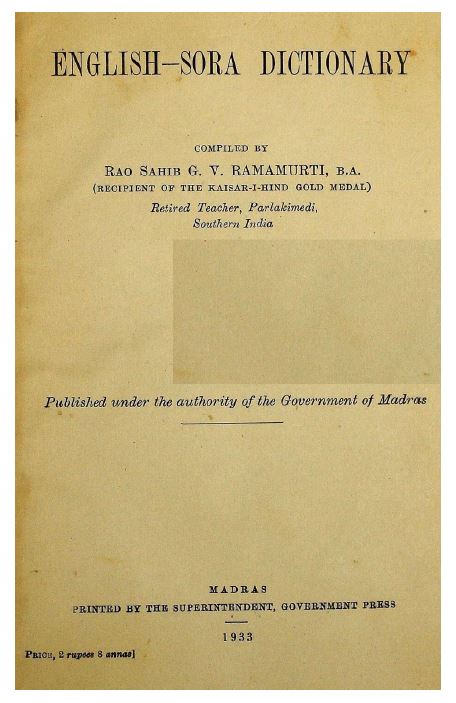 ENGLISH—SORA DICTIONARY
COMPILED BY
RAO SAHIB G. V. RAMAMURTI, B.A.
(RECIPIENT OF THE KAISAR-I-HIND GOLD MEDAL)
Retired Teacher, Parlakimedi,
Southern India
Published under the authority of the Government of Madras
MADRAS
PRINTED BY THE SUPERINTENDENT, GOVERNMENT PRESS
1933
PRICE, 2 rupees 8 annas]